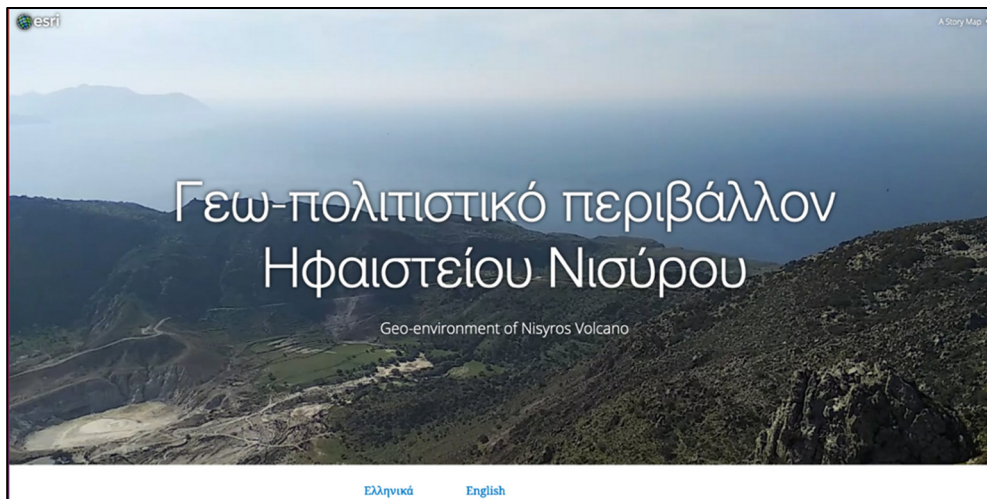 esri
A Story Map
Γεω-πολιτιστικό περιβάλλον
Ηφαιστείου Νισύρου
Geo-environment of Nisyros Volcano
Ελληνικά English